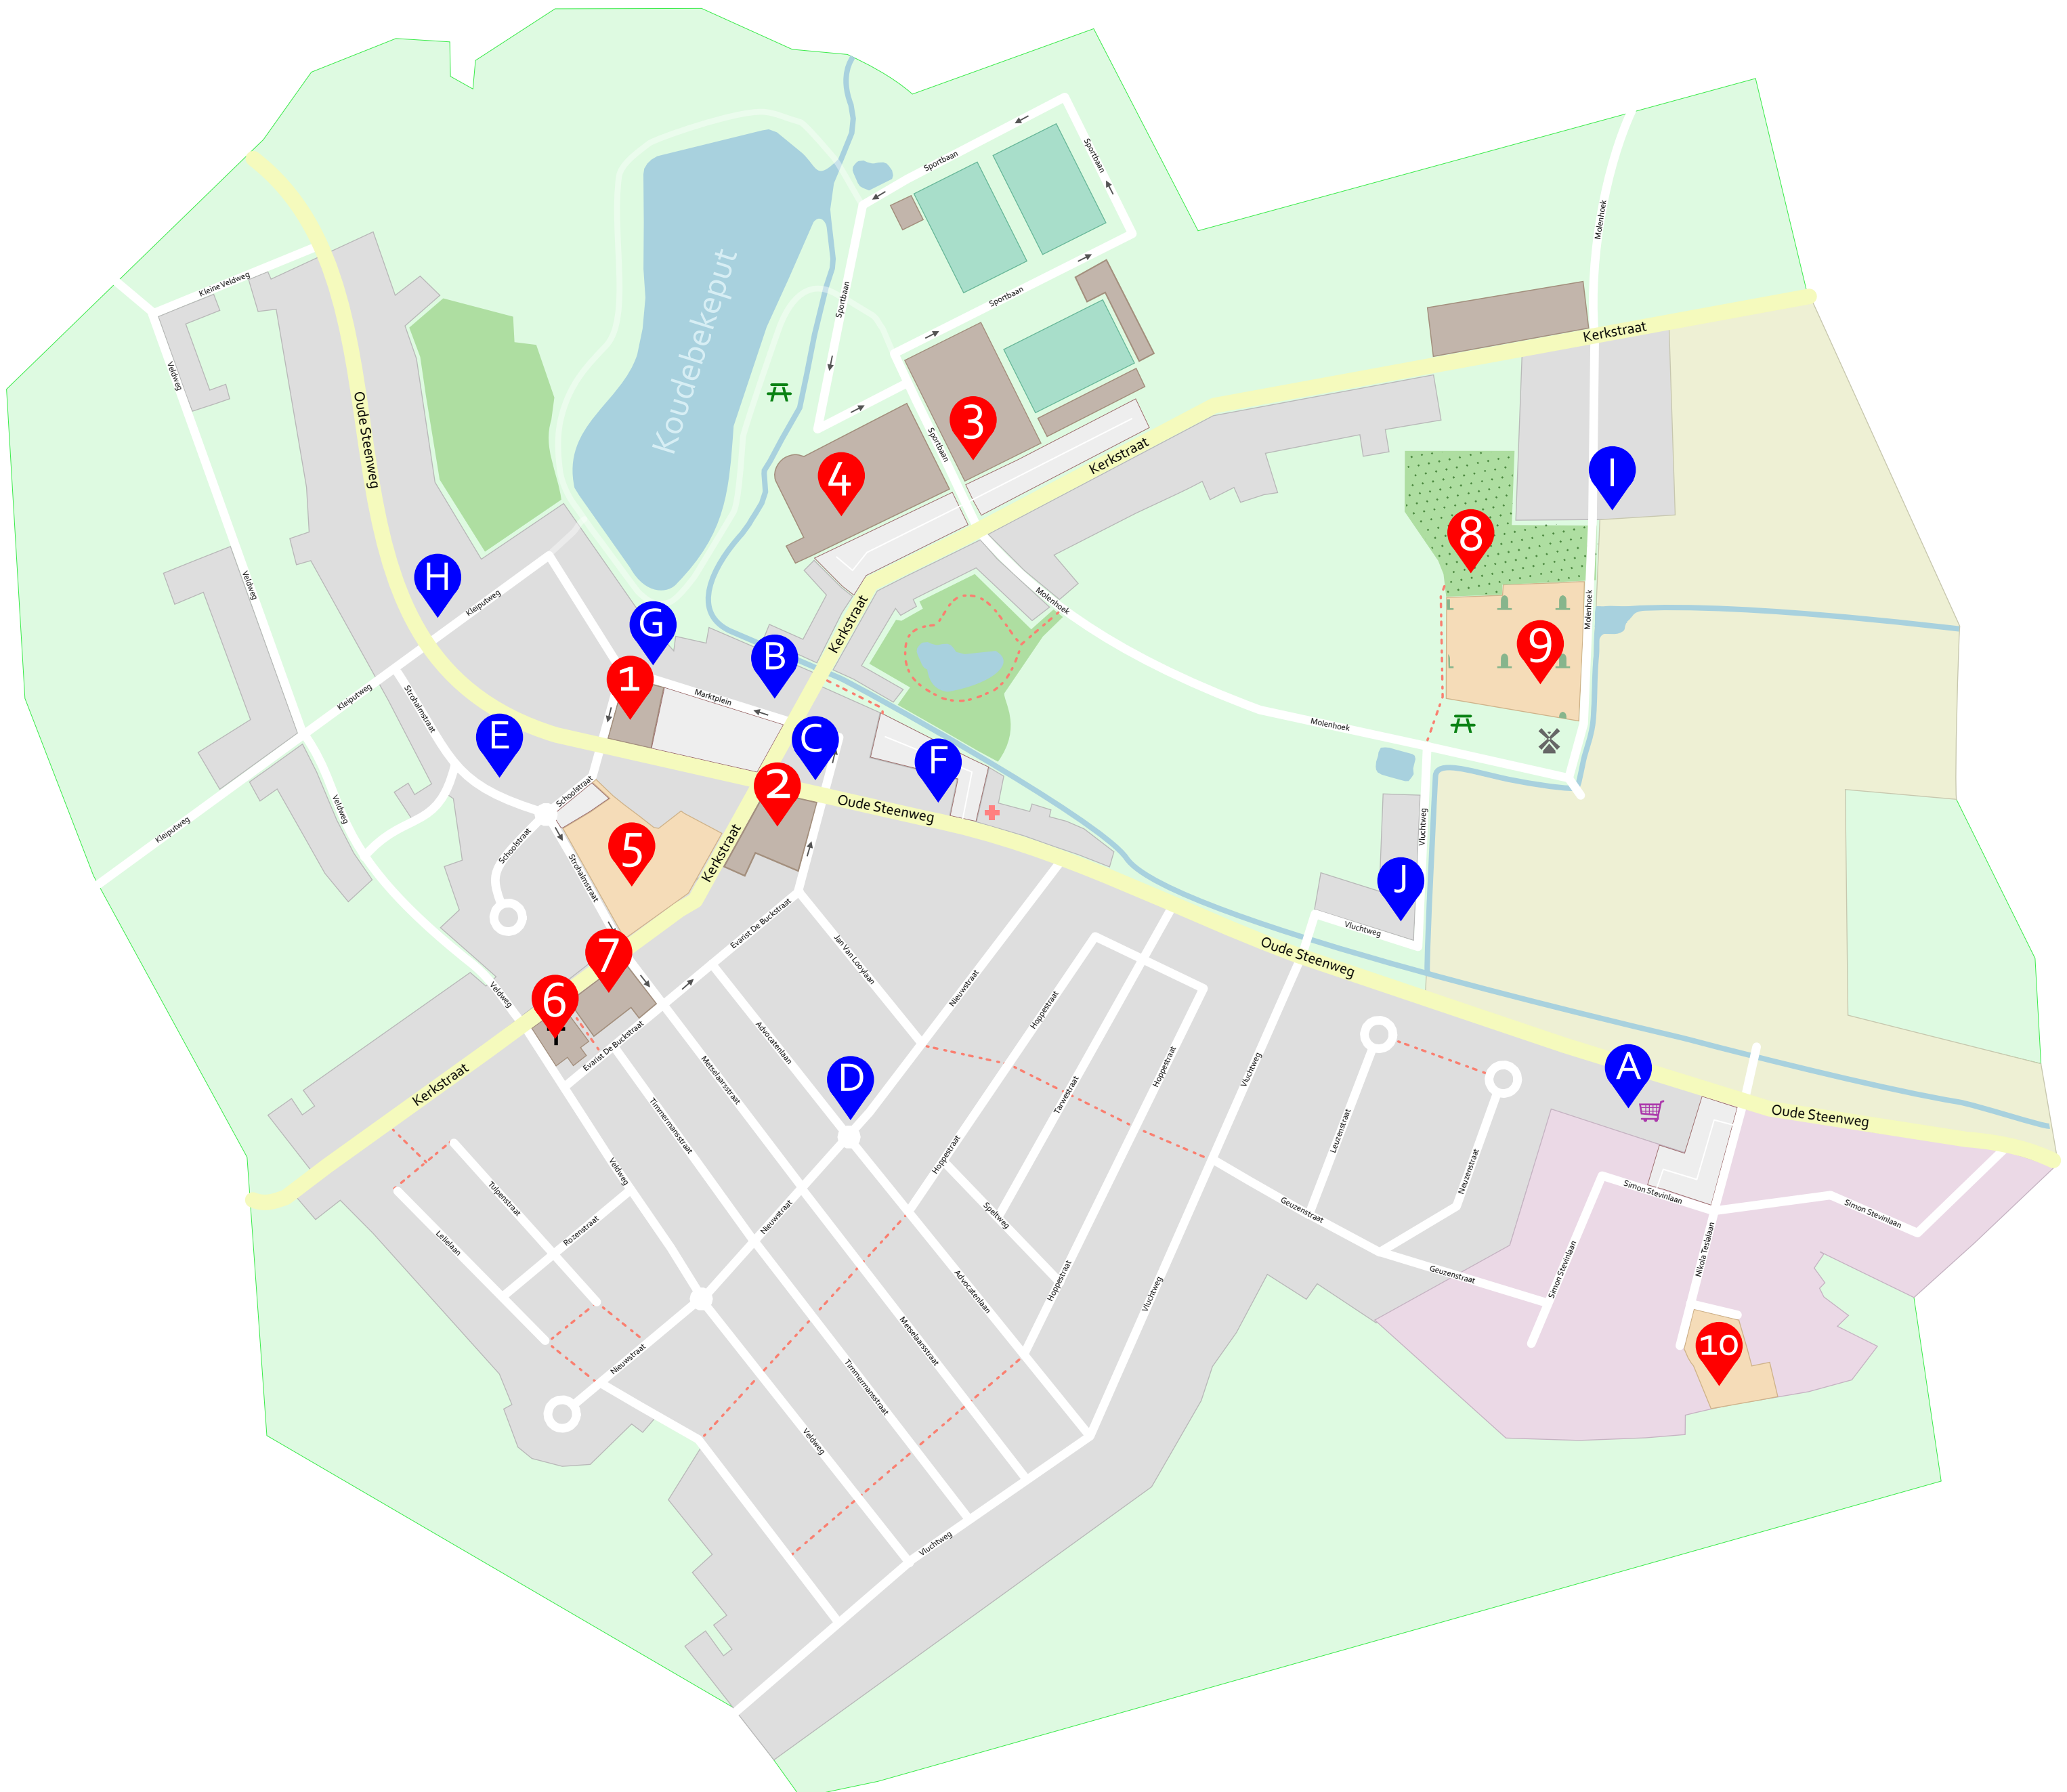 Sportbaan
Sportbaan
Molenhoek
Kleine Veldweg
Koudebekeput
Sportbaan
Sportbaan
Kerkstraat
Veldweg
Oude Steenweg
3
Sportbaan
Kerkstraat
4
I
8
H
Veldweg
Kleiputweg
Molenhoek
Molenhoek
G
Kerkstraat
B
9
1
Kleiputweg
Strohalmstraat
Marktplein
Molenhoek
E
C
F
2
Schoolstraat
Oude Steenweg
Veldweg
Kleiputweg
Vluchtweg
Schoolstraat
5
Kerkstraat
Strohalmstraat
J
Evarist De Buckstraat
Vluchtweg
7
Jan Van Looylaan
Oude Steenweg
Veldweg
6
Nieuwstraat
Hoppestraat
Evarist De Buckstraat
Advocatenlaan
Kerkstraat
Metselaarsstraat
D
Hoppestraat
Vluchtweg
A
Tarwestraat
Oude Steenweg
Timmermansstraat
Leuzenstraat
Hoppestraat
Veldweg
Neuzenstraat
Tulpenstraat
Simon Stevinlaan
Rozenstraat
Nieuwstraat
Speltweg
Geuzenstraat
Simon Stevinlaan
Lelielaan
Nikola Teslalaan
Simon Stevinlaan
Hoppestraat
Geuzenstraat
Advocatenlaan
Vluchtweg
Metselaarsstraat
10
Nieuwstraat
Timmermansstraat
Veldweg
Vluchtweg